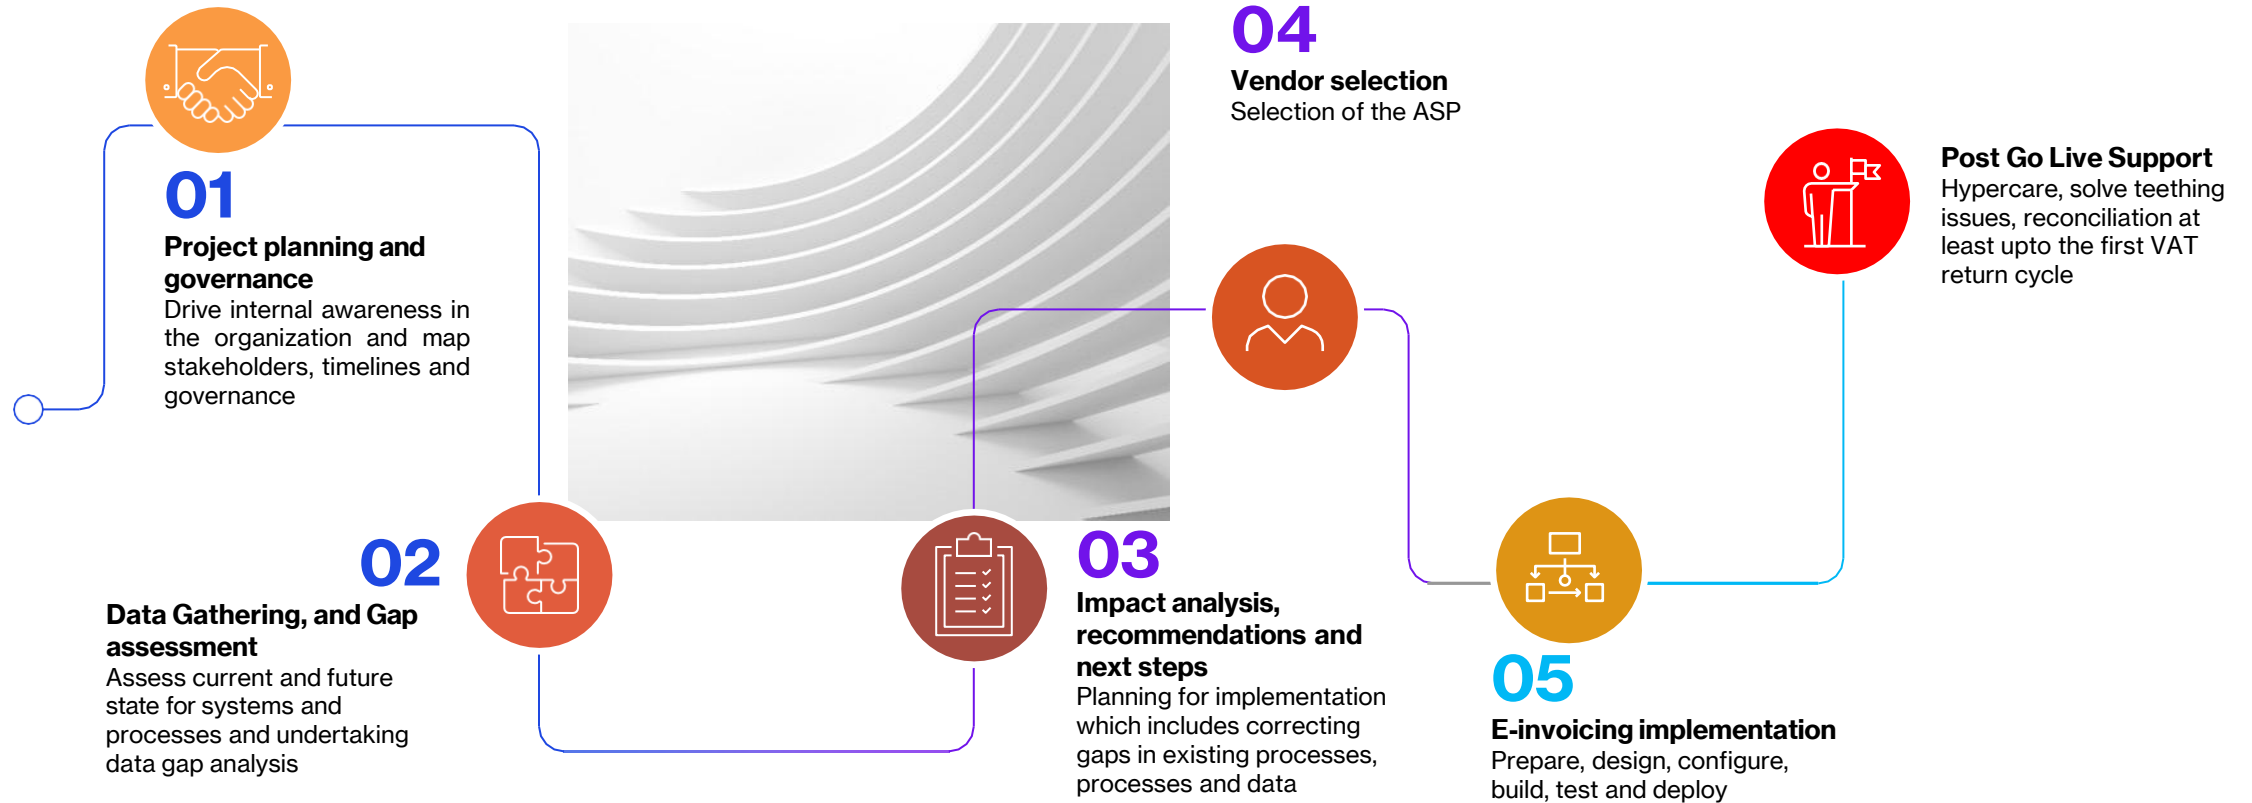 01
Project planning and
governance
Drive internal awareness in
the organization and map
stakeholders, timelines and
governance
02
Data Gathering, and Gap
assessment
Assess current and future
state for systems and
processes and undertaking
data gap analysis
03
Impact analysis,
recommendations and
next steps
Planning for implementation
which includes correcting
gaps in existing processes,
processes and data
04
Vendor selection
Selection of the ASP
05
E-invoicing implementation
Prepare, design, configure,
build, test and deploy
Post Go Live Support
Hypercare, solve teething
issues, reconciliation at
least upto the first VAT
return cycle